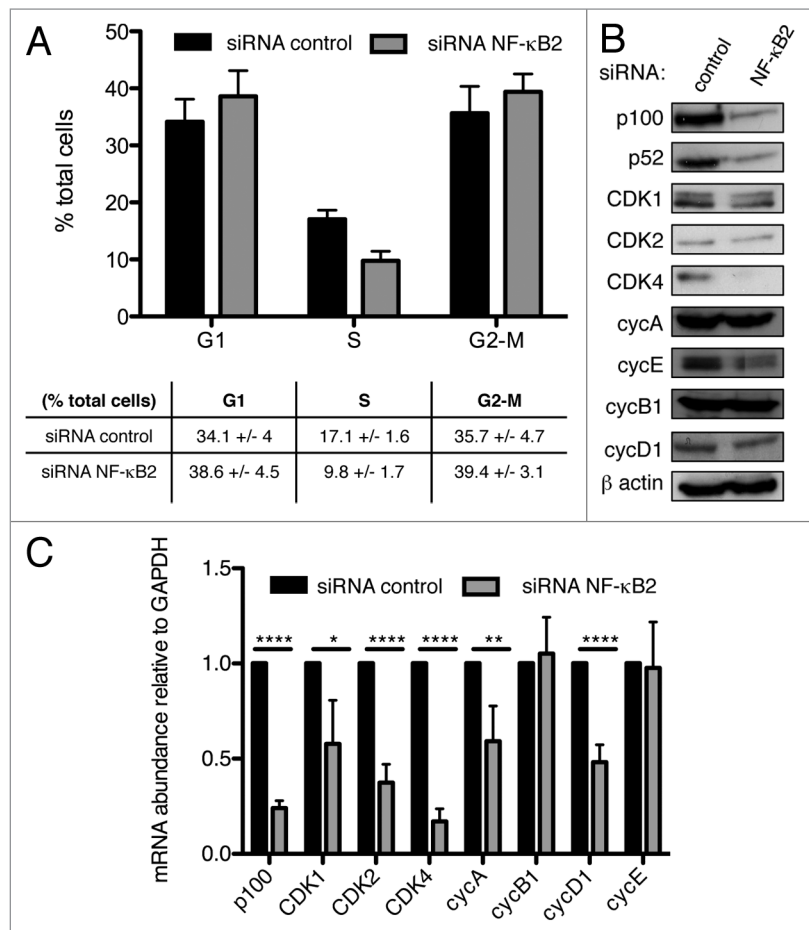 A
siRNA control
siRNA NF-κB2
% total cells
50
40
30
20
10
0
G1
S
G2-M
(% total cells)
G1
S
G2-M
siRNA control
34.1 +/- 4
17.1 +/- 1.6
35.7 +/- 4.7
siRNA NF-κB2
38.6 +/- 4.5
9.8 +/- 1.7
39.4 +/- 3.1
B
siRNA:
control
NF-κB2
p100
p52
CDK1
CDK2
CDK4
cycA
cycE
cycB1
cycD1
β actin
C
mRNA abundance relative to GAPDH
siRNA control
siRNA NF-κB2
1.5
1.0
0.5
0.0
****
*
****
****
**
****
p100
CDK1
CDK2
CDK4
cycA
cycB1
cycD1
cycE